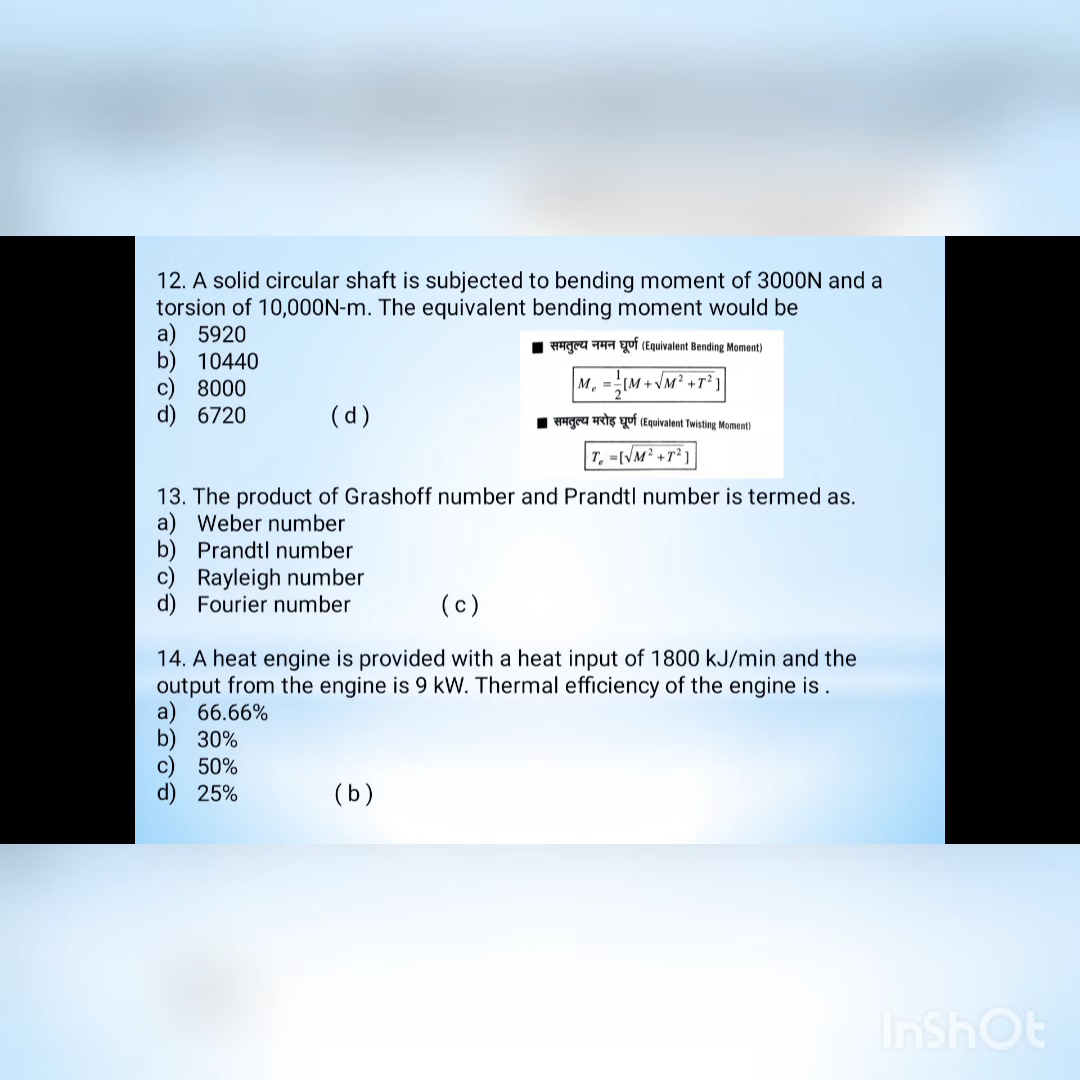 12. A solid circular shaft is subjected to bending moment of 3000N and a
torsion of 10,000N-m. The equivalent bending moment would be
a) 5920
b) 10440
c) 8000
d) 6720 ( d )
■ समतुल्य नमन घूर्ण (Equivalent Bending Moment)
Mₑ = 1/2 [M + √M² + T² ]
■ समतुल्य मरोड़ घूर्ण (Equivalent Twisting Moment)
Tₑ = [√M² + T² ]
13. The product of Grashoff number and Prandtl number is termed as.
a) Weber number
b) Prandtl number
c) Rayleigh number
d) Fourier number ( c )
14. A heat engine is provided with a heat input of 1800 kJ/min and the
output from the engine is 9 kW. Thermal efficiency of the engine is .
a) 66.66%
b) 30%
c) 50%
d) 25% ( b )
InShOt